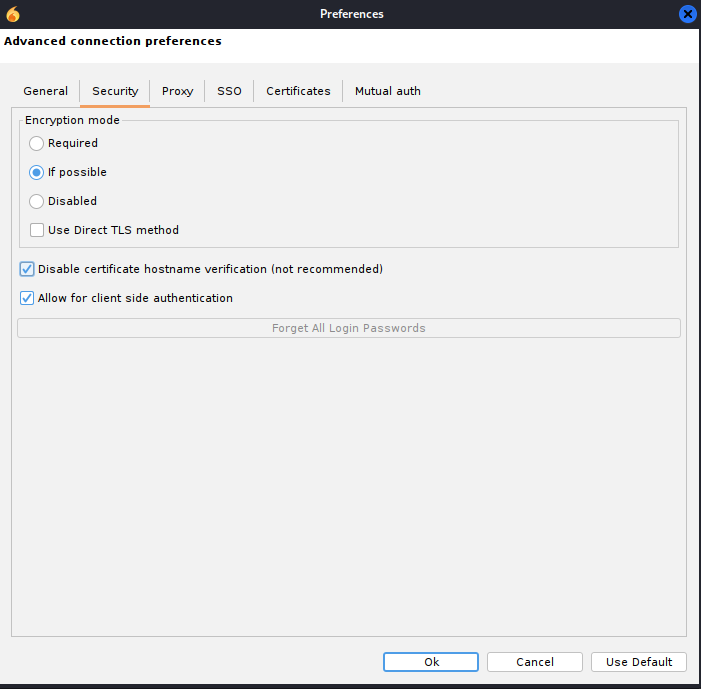 Preferences
Advanced connection preferences
General Security Proxy SSO Certificates Mutual auth
Encryption mode
Required
If possible
Disabled
Use Direct TLS method
Disable certificate hostname verification (not recommended)
Allow for client side authentication
Forget All Login Passwords
Ok Cancel Use Default